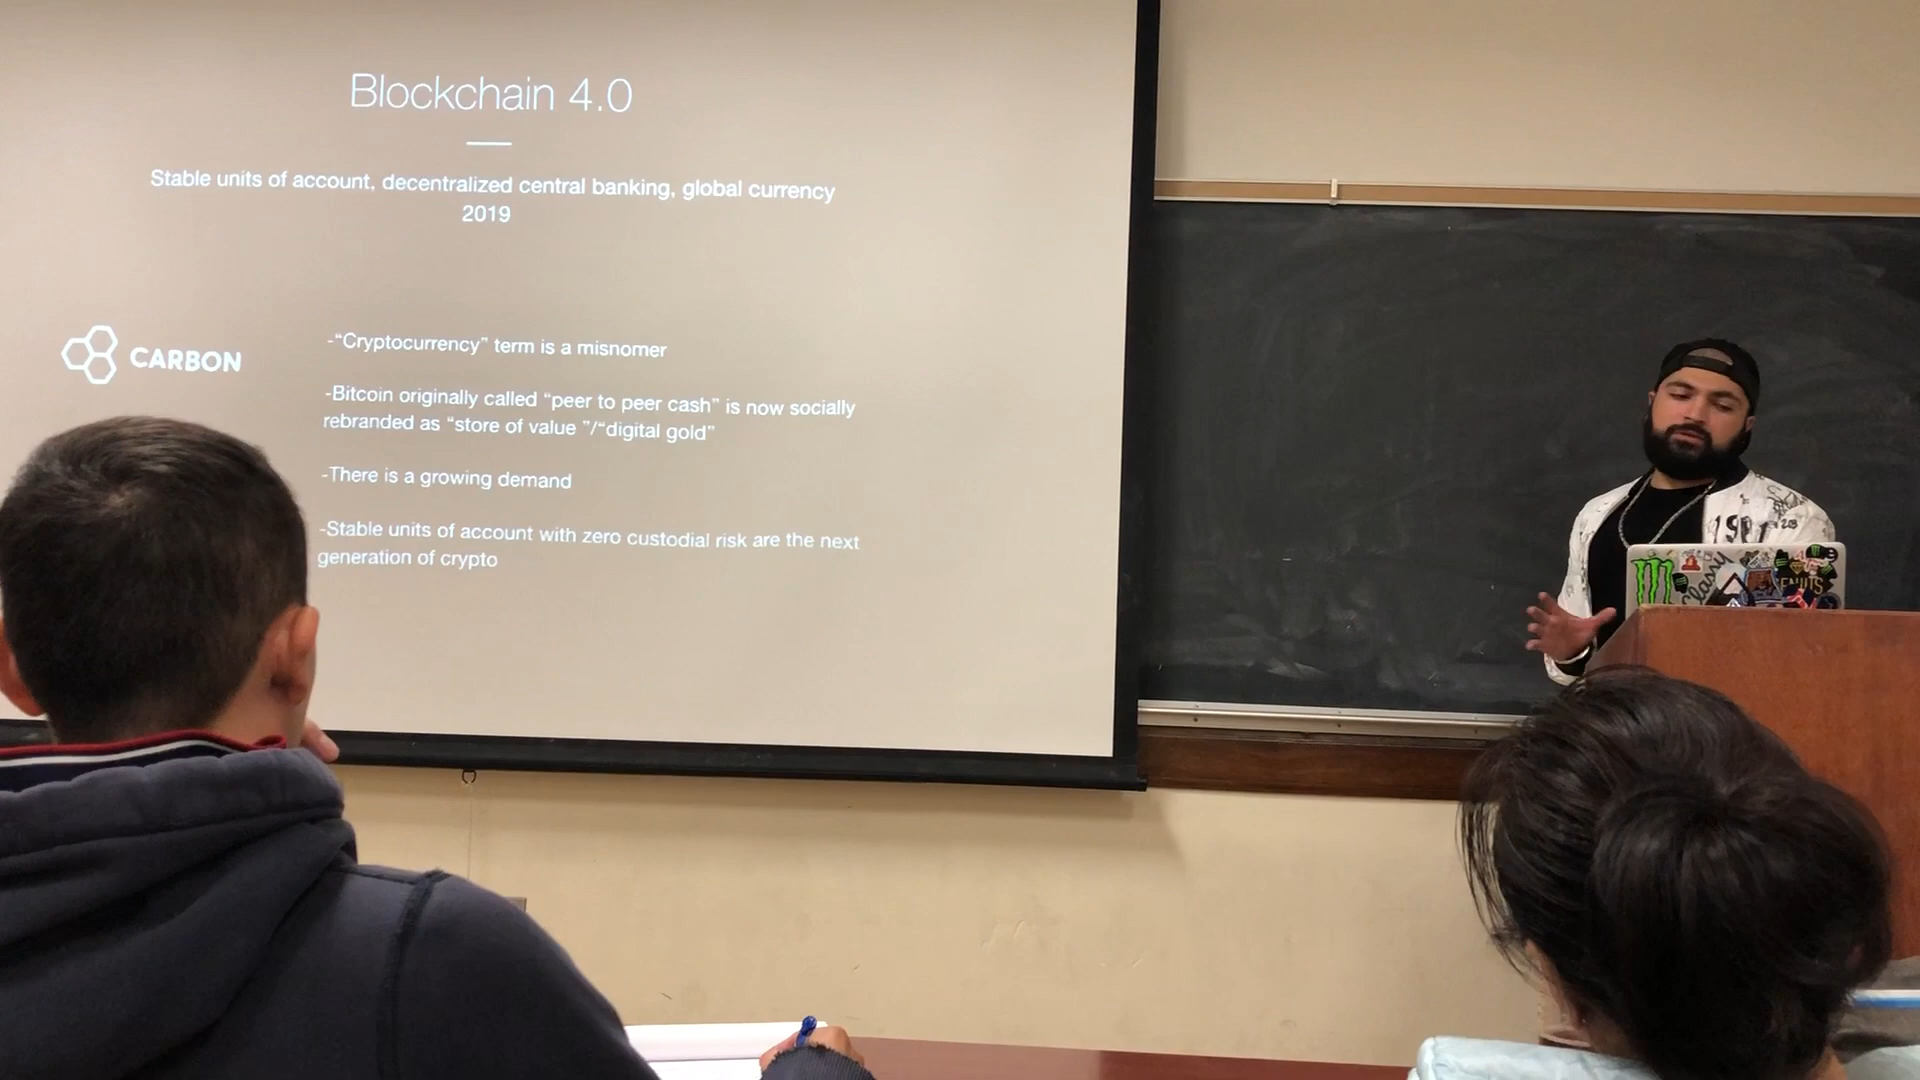 Blockchain 4.0
Stable units of account, decentralized central banking, global currency
2019
CARBON
-“Cryptocurrency” term is a misnomer
-Bitcoin originally called “peer to peer cash” is now socially
rebranded as “store of value ”/“digital gold”
-There is a growing demand
-Stable units of account with zero custodial risk are the next
generation of crypto
1991
Classy